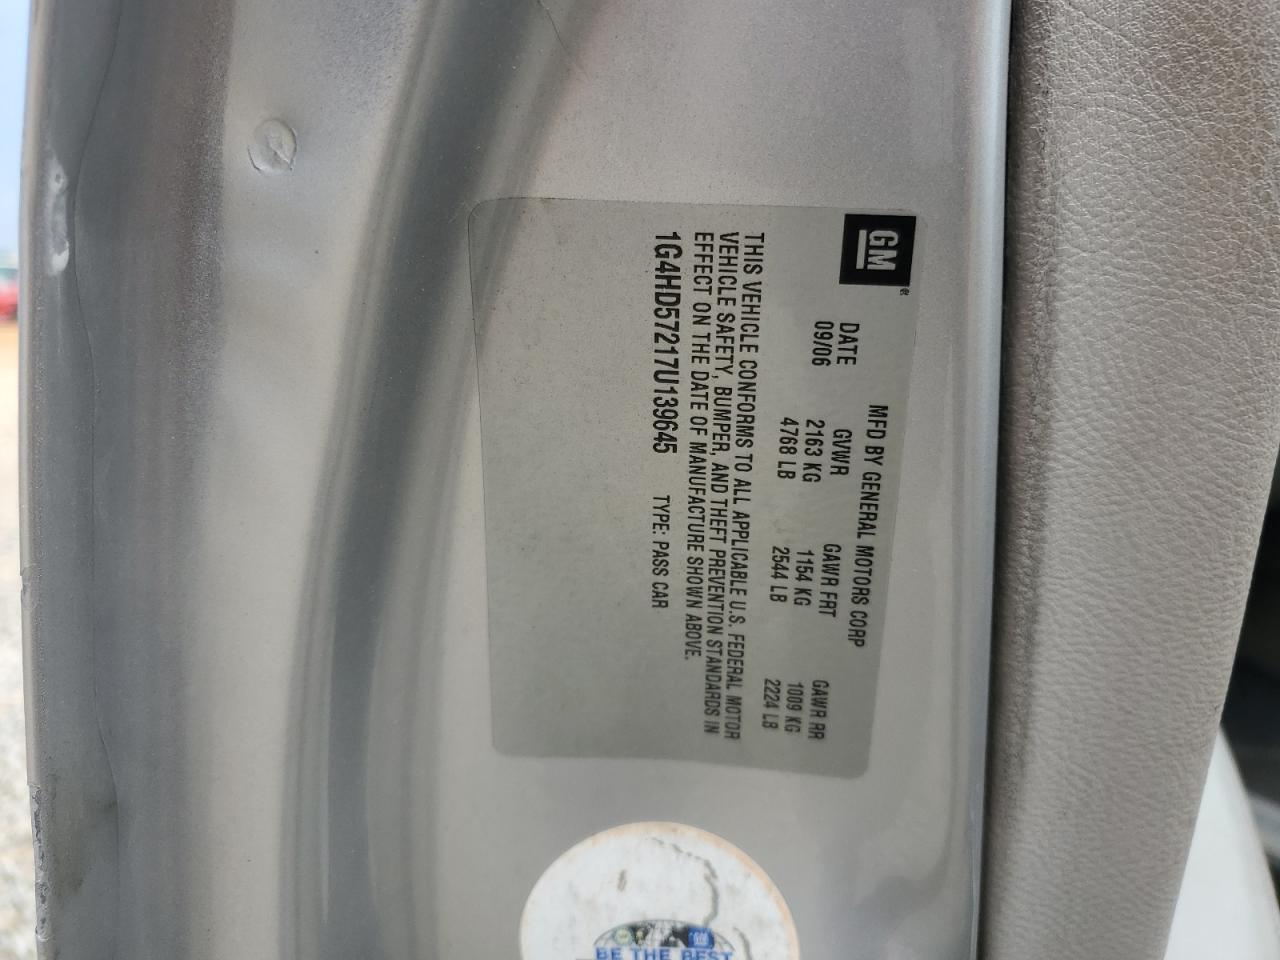 GM
MFD BY GENERAL MOTORS CORP
DATE GVWR GAWR FRT GAWR RR
09/06 2163 KG 1154 KG 1009 KG
4768 LB 2544 LB 2224 LB
THIS VEHICLE CONFORMS TO ALL APPLICABLE U.S. FEDERAL MOTOR
VEHICLE SAFETY, BUMPER, AND THEFT PREVENTION STANDARDS IN
EFFECT ON THE DATE OF MANUFACTURE SHOWN ABOVE.
1G4HD57217U139645 TYPE: PASS CAR
BE THE BEST